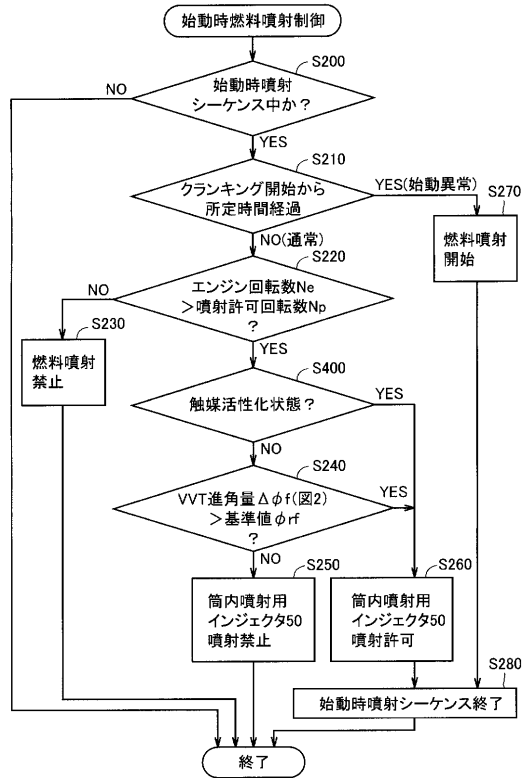 始動時燃料噴射制御
S200
始動時噴射
シーケンス中か？
NO
YES
S210
クランキング開始から
所定時間経過
YES(始動異常)
NO(通常)
S270
燃料噴射
開始
S220
エンジン回転数Ne
＞噴射許可回転数Np
？
NO
YES
S230
燃料噴射
禁止
S400
触媒活性化状態？
YES
NO
S240
VVT進角量Δφf(図2)
＞基準値φrf
？
YES
NO
S250
筒内噴射用
インジェクタ50
噴射禁止
S260
筒内噴射用
インジェクタ50
噴射許可
S280
始動時噴射シーケンス終了
終了